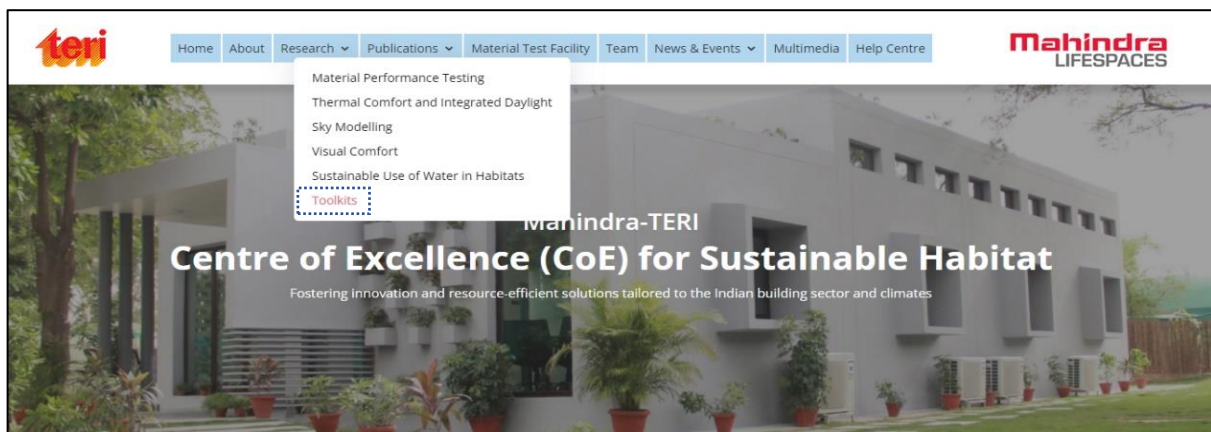 teri
Home About Research Publications Material Test Facility Team News & Events Multimedia Help Centre
Mahindra
LIFESPACES
Material Performance Testing
Thermal Comfort and Integrated Daylight
Sky Modelling
Visual Comfort
Sustainable Use of Water in Habitats
Toolkits
Mahindra-TERI
Centre of Excellence (CoE) for Sustainable Habitat
Fostering innovation and resource-efficient solutions tailored to the Indian building sector and climates